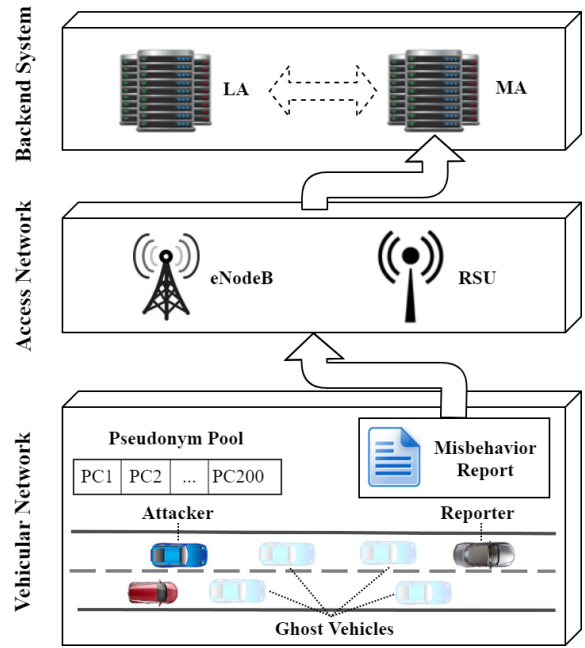 Backend System
LA
MA
Access Network
eNodeB
RSU
Vehicular Network
Pseudonym Pool
PC1 PC2 ... PC200
Misbehavior
Report
Attacker
Reporter
Ghost Vehicles